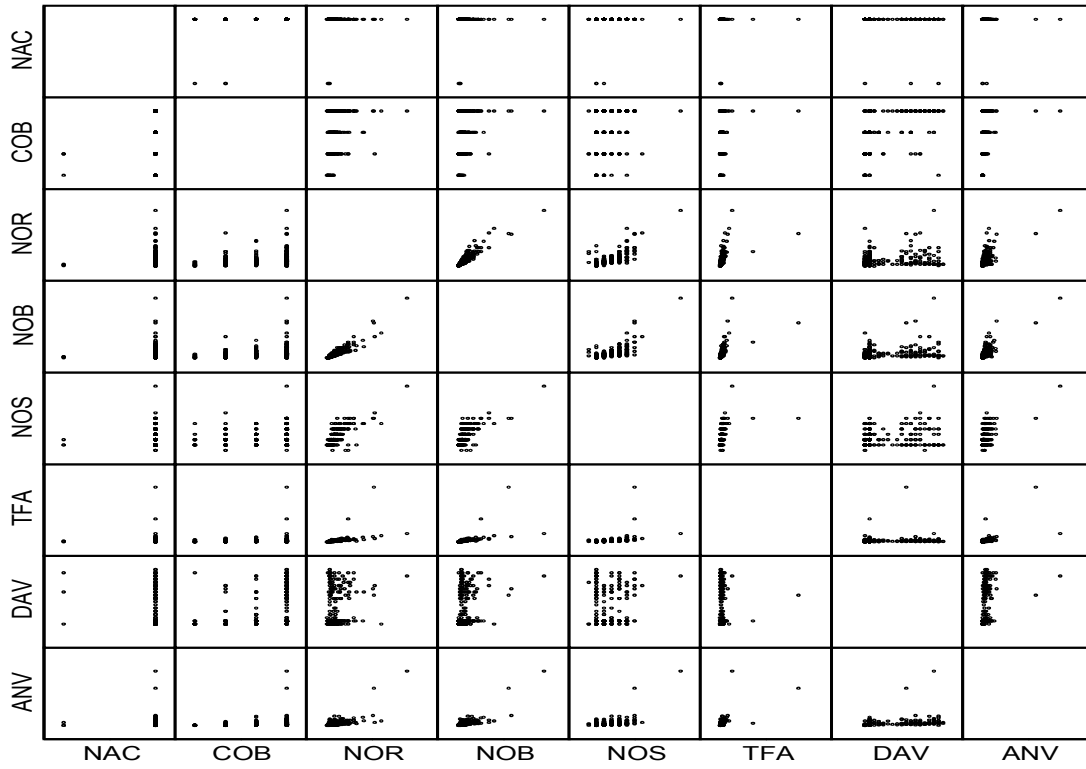 NAC
COB
NOR
NOB
NOS
TFA
DAV
ANV
NAC COB NOR NOB NOS TFA DAV ANV